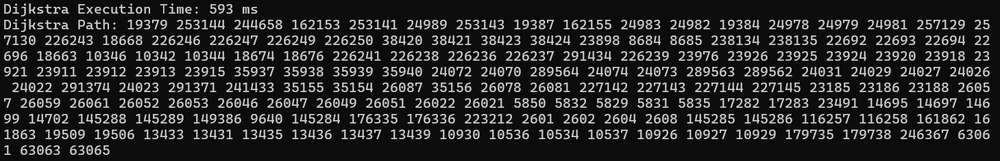 Dijkstra Execution Time: 593 ms
Dijkstra Path: 19379 253144 244658 162153 253141 24989 253143 19387 162155 24983 24982 19384 24978 24979 24981 257129 25
7130 226243 18668 226246 226247 226249 226250 38420 38421 38423 38424 23898 8684 8685 238134 238135 22692 22693 22694 22
696 18663 10346 10342 10344 18674 18676 226241 226238 226236 226237 291434 226239 23976 23926 23925 23924 23920 23918 23
921 23911 23912 23913 23915 35937 35938 35939 35940 24072 24070 289564 24074 24073 289563 289562 24031 24029 24027 24026
 24022 291374 24023 291371 241433 35155 35154 26087 35156 26078 26081 227142 227143 227144 227145 23185 23186 23188 2605
7 26059 26061 26052 26053 26046 26047 26049 26051 26022 26021 5850 5832 5829 5831 5835 17282 17283 23491 14695 14697 146
99 14702 145288 145289 149386 9640 145284 176335 176336 223212 2601 2602 2604 2608 145285 145286 116257 116258 161862 16
1863 19509 19506 13433 13431 13435 13436 13437 13439 10930 10536 10534 10537 10926 10927 10929 179735 179738 246367 6306
1 63063 63065